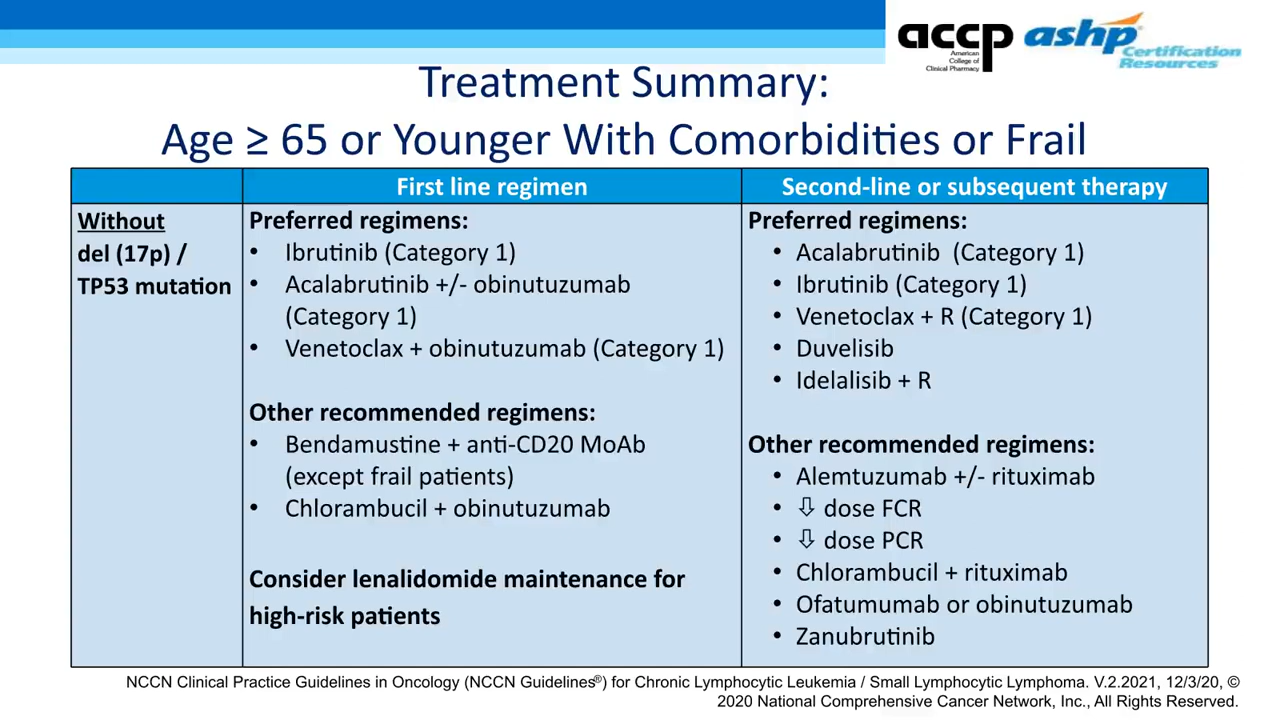 accp
American
College of
Clinical Pharmacy
ashp
Certification
Resources
Treatment Summary:
Age ≥ 65 or Younger With Comorbidities or Frail
First line regimen
Second-line or subsequent therapy
Without
del (17p) /
TP53 mutation
Preferred regimens:
• Ibrutinib (Category 1)
• Acalabrutinib +/- obinutuzumab
(Category 1)
• Venetoclax + obinutuzumab (Category 1)
Other recommended regimens:
• Bendamustine + anti-CD20 MoAb
(except frail patients)
• Chlorambucil + obinutuzumab
Consider lenalidomide maintenance for
high-risk patients
Preferred regimens:
• Acalabrutinib (Category 1)
• Ibrutinib (Category 1)
• Venetoclax + R (Category 1)
• Duvelisib
• Idelalisib + R
Other recommended regimens:
• Alemtuzumab +/- rituximab
• ⇩ dose FCR
• ⇩ dose PCR
• Chlorambucil + rituximab
• Ofatumumab or obinutuzumab
• Zanubrutinib
NCCN Clinical Practice Guidelines in Oncology (NCCN Guidelines®) for Chronic Lymphocytic Leukemia / Small Lymphocytic Lymphoma. V.2.2021, 12/3/20, ©
2020 National Comprehensive Cancer Network, Inc., All Rights Reserved.